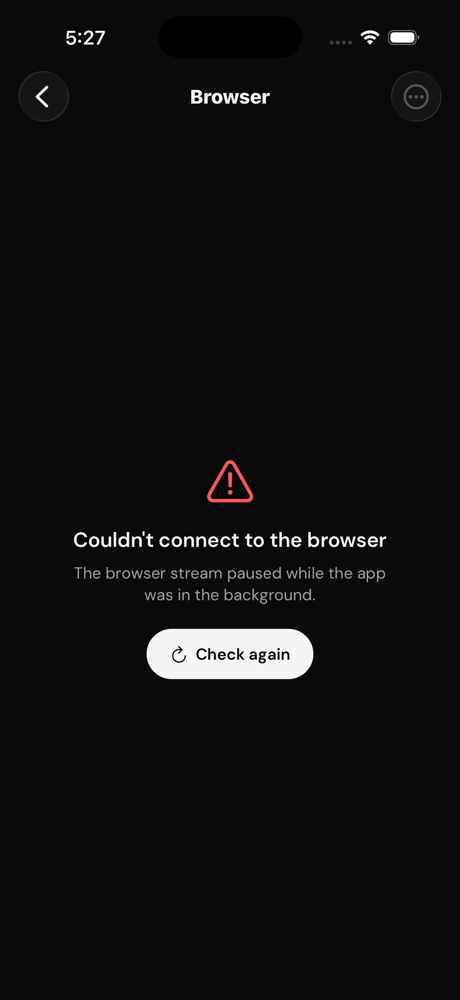 5:27
Browser
Couldn't connect to the browser
The browser stream paused while the app
was in the background.
Check again